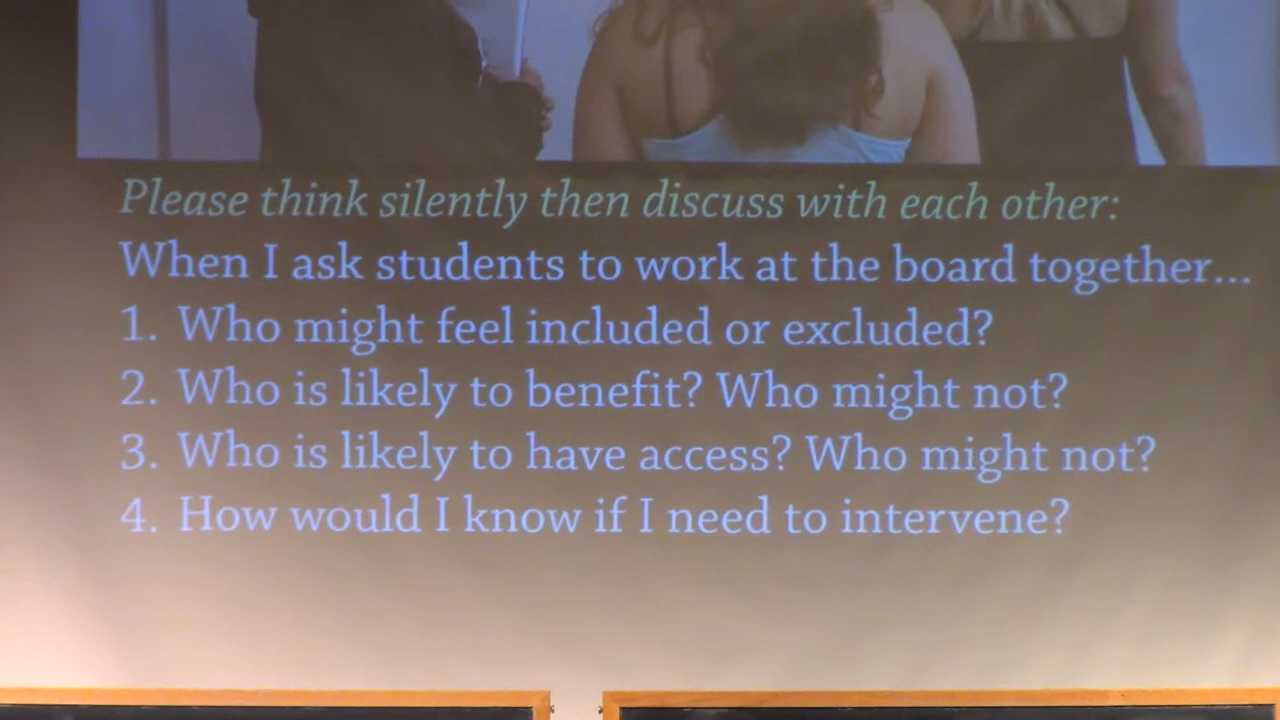 Please think silently then discuss with each other:
When I ask students to work at the board together...
1. Who might feel included or excluded?
2. Who is likely to benefit? Who might not?
3. Who is likely to have access? Who might not?
4. How would I know if I need to intervene?